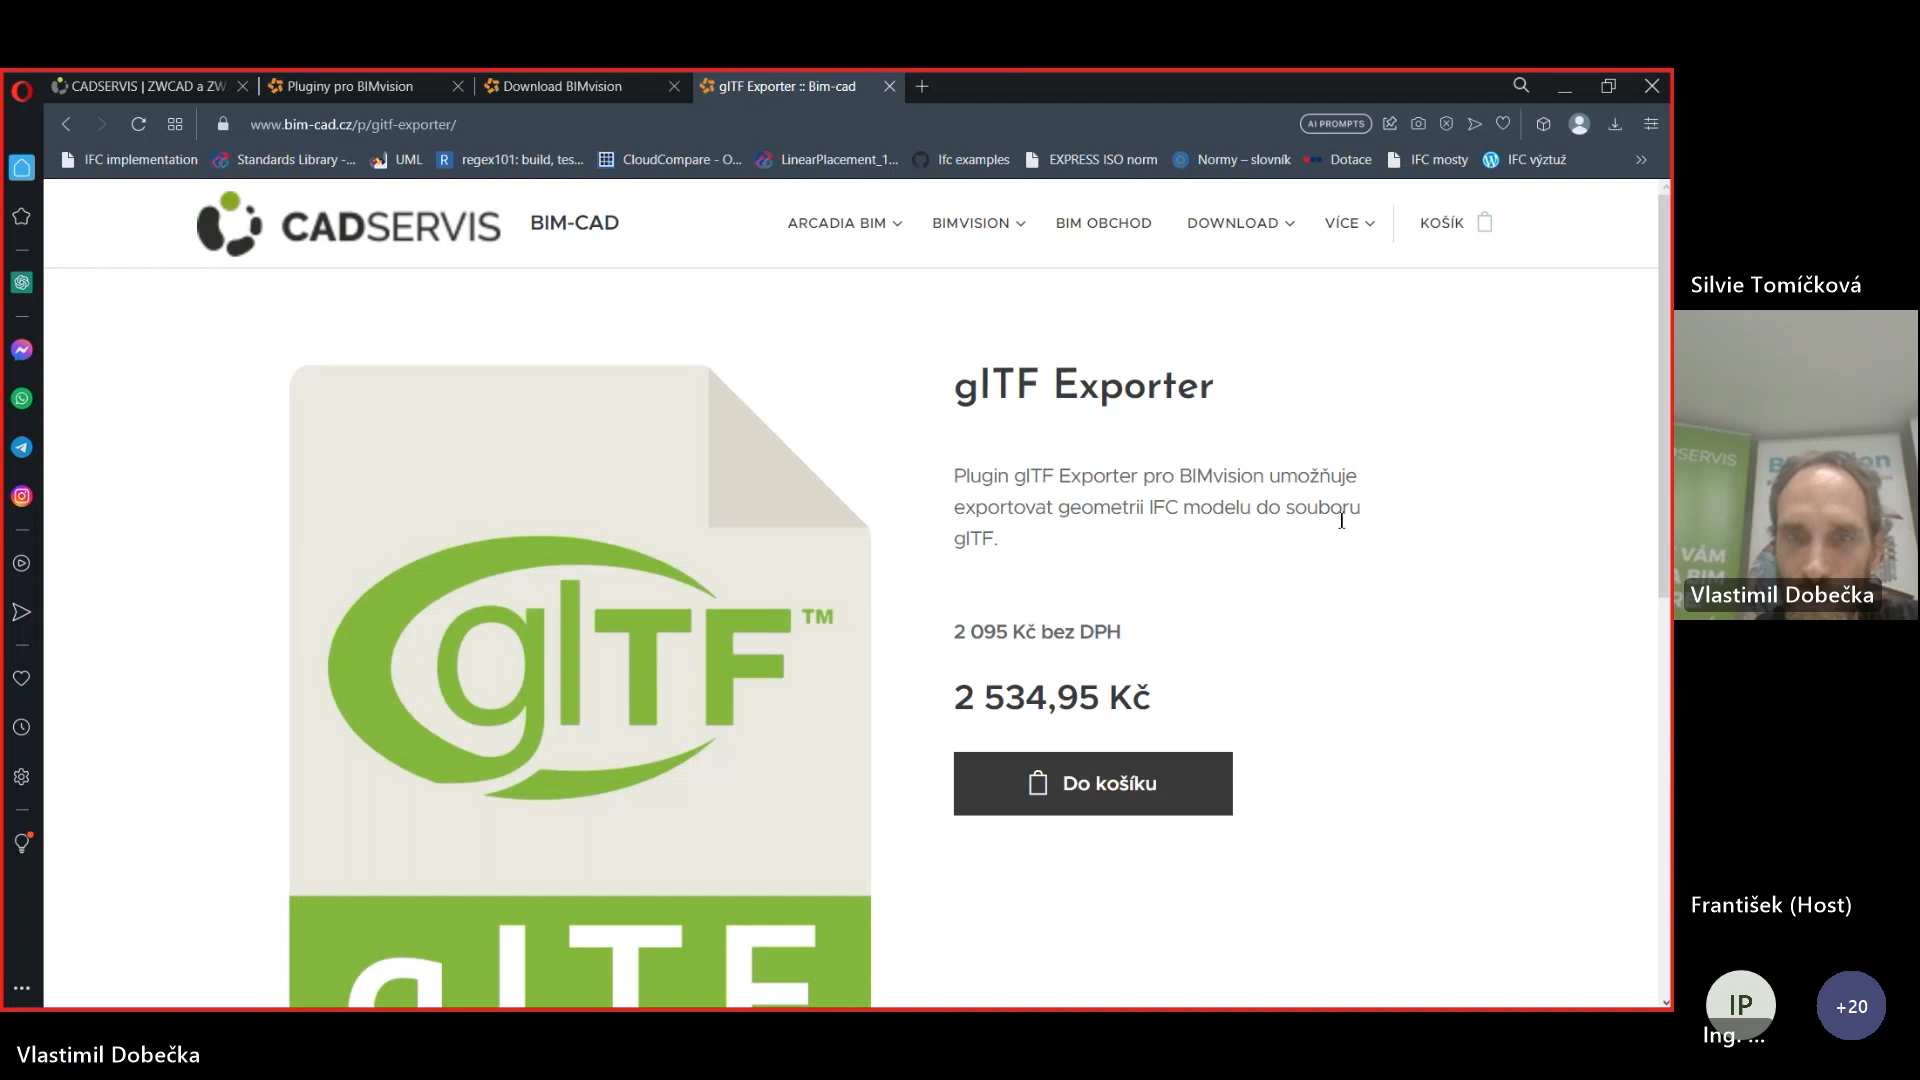 CADSERVIS | ZWCAD a ZW
Pluginy pro BIMvision
Download BIMvision
glTF Exporter :: Bim-cad
www.bim-cad.cz/p/gitf-exporter/
AI PROMPTS
IFC implementation
Standards Library -...
UML
R
regex101: build, tes...
CloudCompare - O...
LinearPlacement_1...
Ifc examples
EXPRESS ISO norm
Normy – slovník
Dotace
IFC mosty
IFC výztuž
CADSERVIS
BIM-CAD
ARCADIA BIM
BIMVISION
BIM OBCHOD
DOWNLOAD
VÍCE
KOŠÍK
glTF Exporter
Plugin glTF Exporter pro BIMvision umožňuje
exportovat geometrii IFC modelu do souboru
glTF.
2 095 Kč bez DPH
2 534,95 Kč
Do košíku
glTF™
glTF
Silvie Tomíčková
SERVIS
VÁM
BIM
Vlastimil Dobečka
František (Host)
IP
Ing. ...
+20
Vlastimil Dobečka